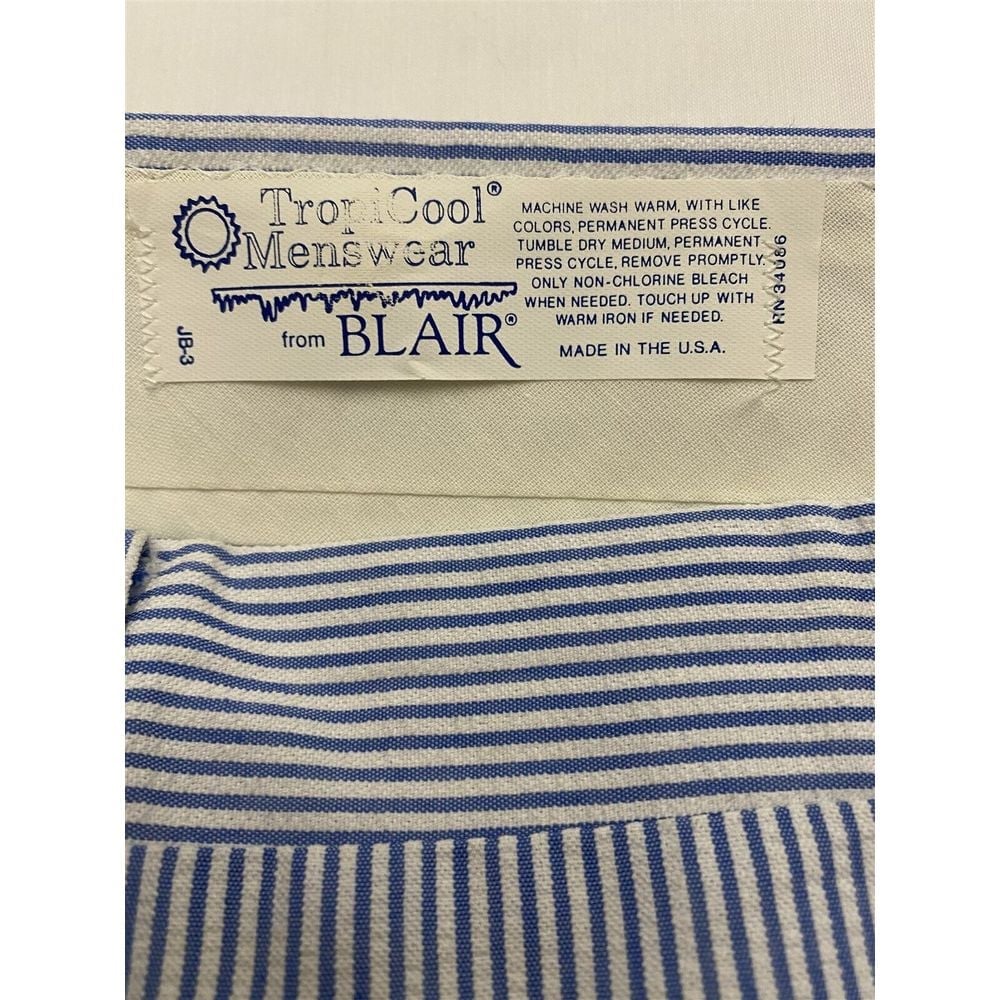 TropiCool®
Menswear
from BLAIR®
JB-3
MACHINE WASH WARM, WITH LIKE
COLORS, PERMANENT PRESS CYCLE.
TUMBLE DRY MEDIUM, PERMANENT
PRESS CYCLE, REMOVE PROMPTLY.
ONLY NON-CHLORINE BLEACH
WHEN NEEDED. TOUCH UP WITH
WARM IRON IF NEEDED.
MADE IN THE U.S.A.
RN 34086